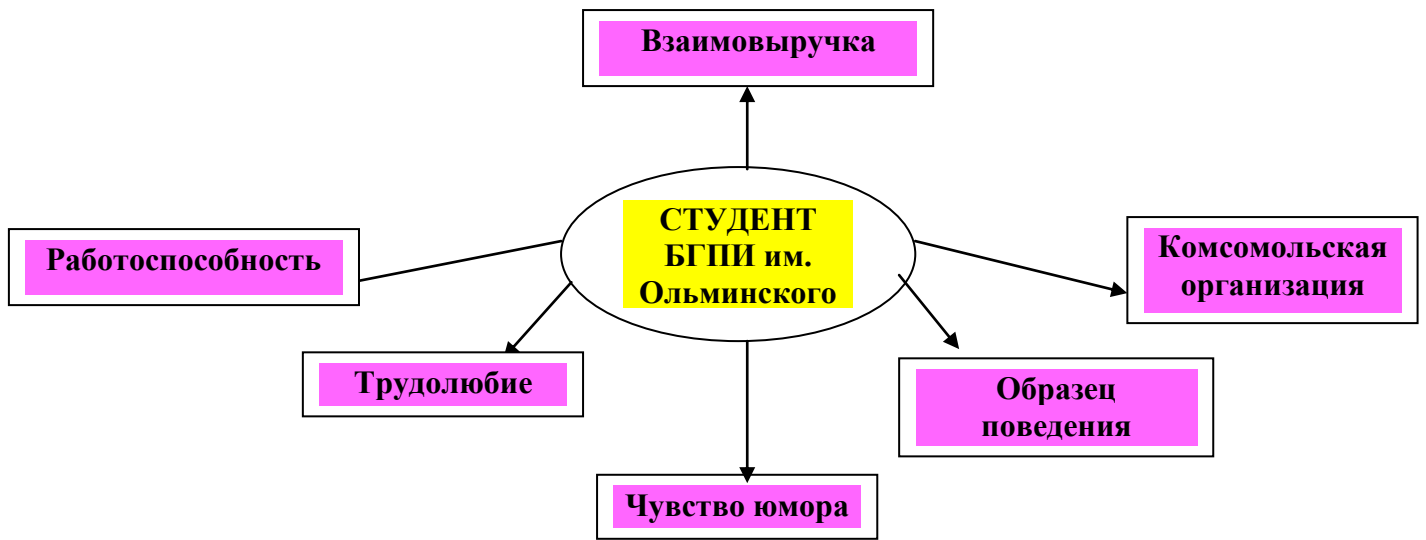 Взаимовыручка
СТУДЕНТ
БГПИ им.
Ольминского
Работоспособность
Комсомольская
организация
Трудолюбие
Образец
поведения
Чувство юмора